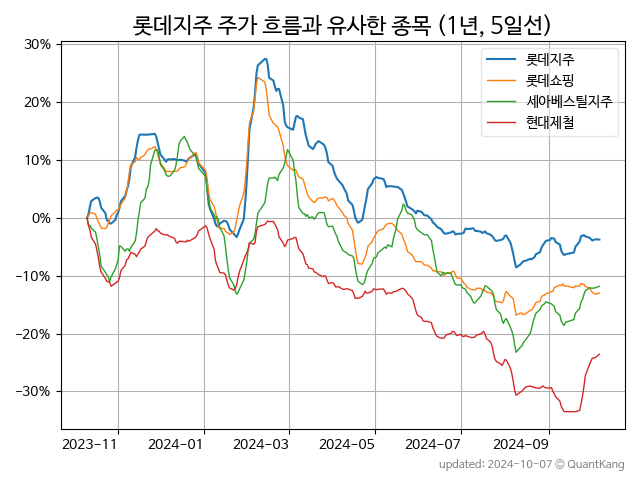 롯데지주 주가 흐름과 유사한 종목 (1년, 5일선)
롯데지주
롯데쇼핑
세아베스틸지주
현대제철
30%
20%
10%
0%
−10%
−20%
−30%
2023-11 2024-01 2024-03 2024-05 2024-07 2024-09
updated: 2024-10-07 © QuantKang